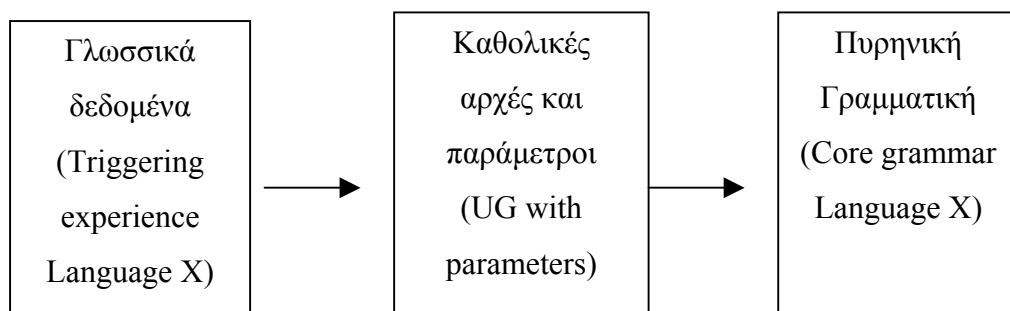 Γλωσσικά
δεδομένα
(Triggering
experience
Language X)
Καθολικές
αρχές και
παράμετροι
(UG with
parameters)
Πυρηνική
Γραμματική
(Core grammar
Language X)